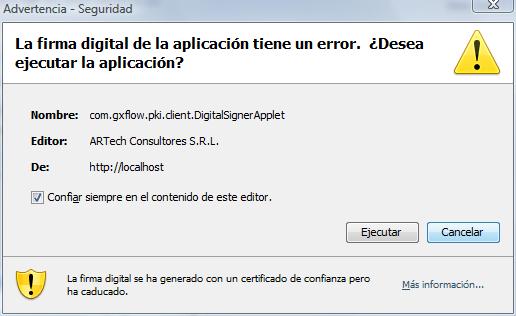 Advertencia - Seguridad
La firma digital de la aplicación tiene un error. ¿Desea
ejecutar la aplicación?
Nombre: com.gxflow.pki.client.DigitalSignerApplet
Editor: ARTech Consultores S.R.L.
De: http://localhost
Confiar siempre en el contenido de este editor.
Ejecutar Cancelar
La firma digital se ha generado con un certificado de confianza pero
ha caducado.
Más información...